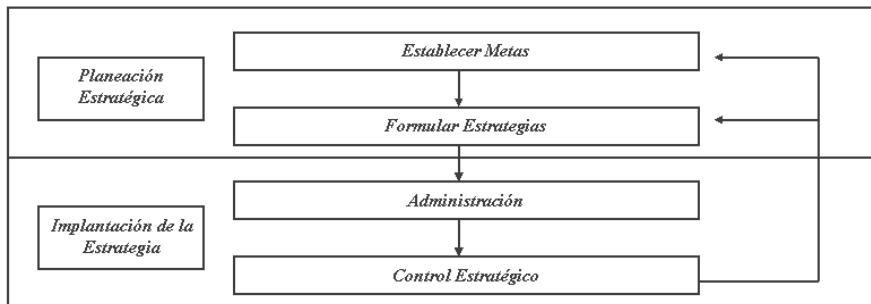 Establecer Metas
Planeación
Estratégica
Formular Estrategias
Administración
Implantación de la
Estrategia
Control Estratégico